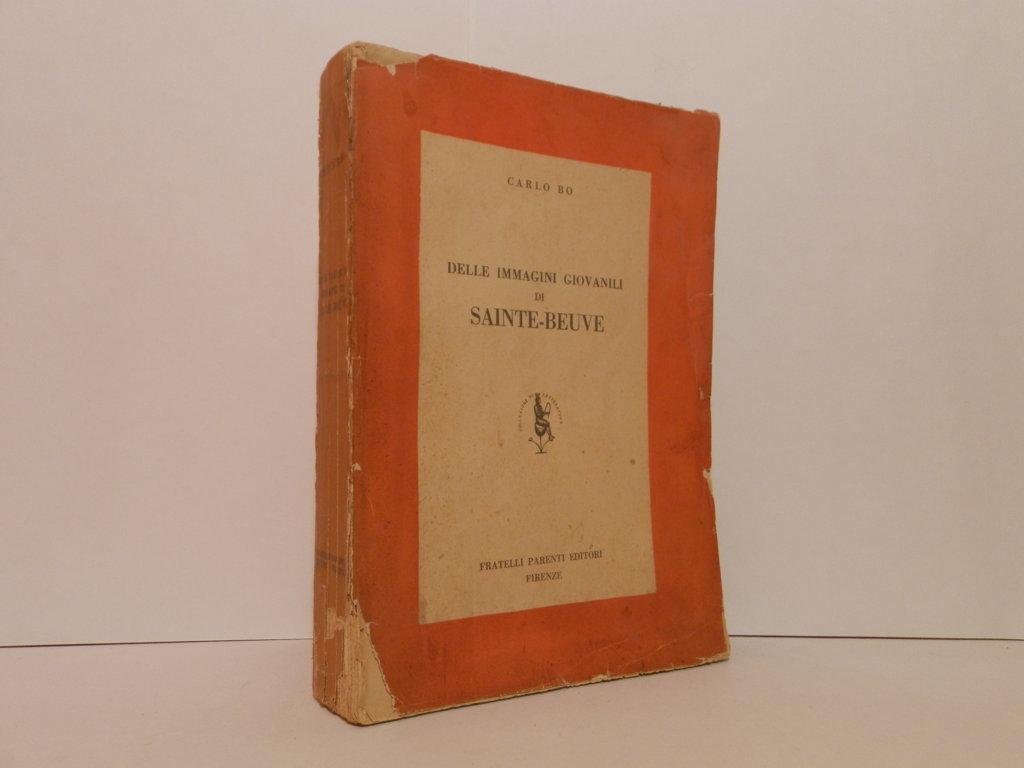 CARLO BO
DELLE IMMAGINI GIOVANILI
DI
SAINTE-BEUVE
FRATELLI PARENTI EDITORI
FIRENZE